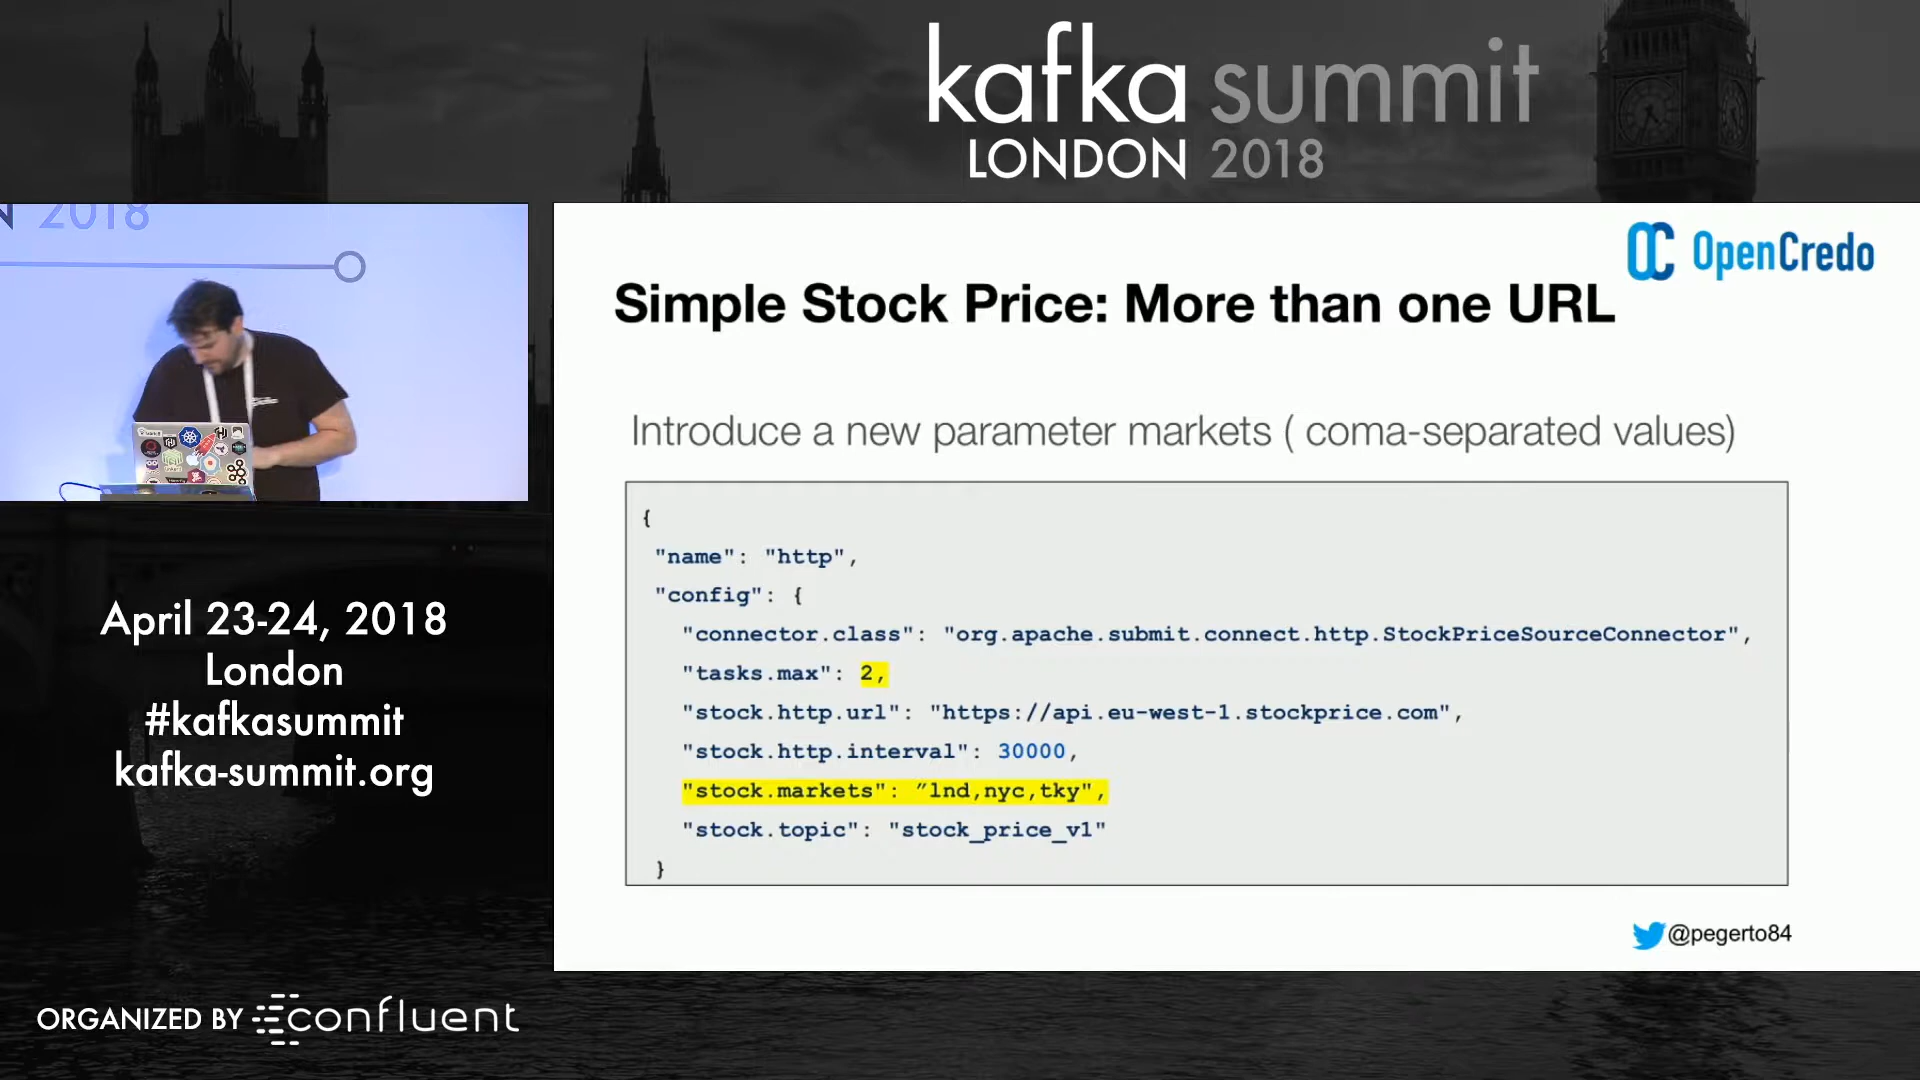 kafka summit
LONDON 2018
N 2018
OpenCredo
Simple Stock Price: More than one URL
Introduce a new parameter markets ( coma-separated values)
{
"name": "http",
"config": {
"connector.class": "org.apache.submit.connect.http.StockPriceSourceConnector",
"tasks.max": 2,
"stock.http.url": "https://api.eu-west-1.stockprice.com",
"stock.http.interval": 30000,
"stock.markets": ”lnd,nyc,tky",
"stock.topic": "stock_price_v1"
}
@pegerto84
April 23-24, 2018
London
#kafkasummit
kafka-summit.org
ORGANIZED BY confluent